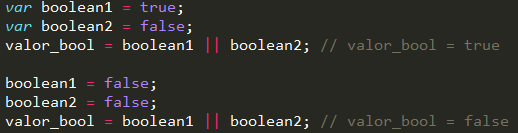 var boolean1 = true;
var boolean2 = false;
valor_bool = boolean1 || boolean2; // valor_bool = true
boolean1 = false;
boolean2 = false;
valor_bool = boolean1 || boolean2; // valor_bool = false